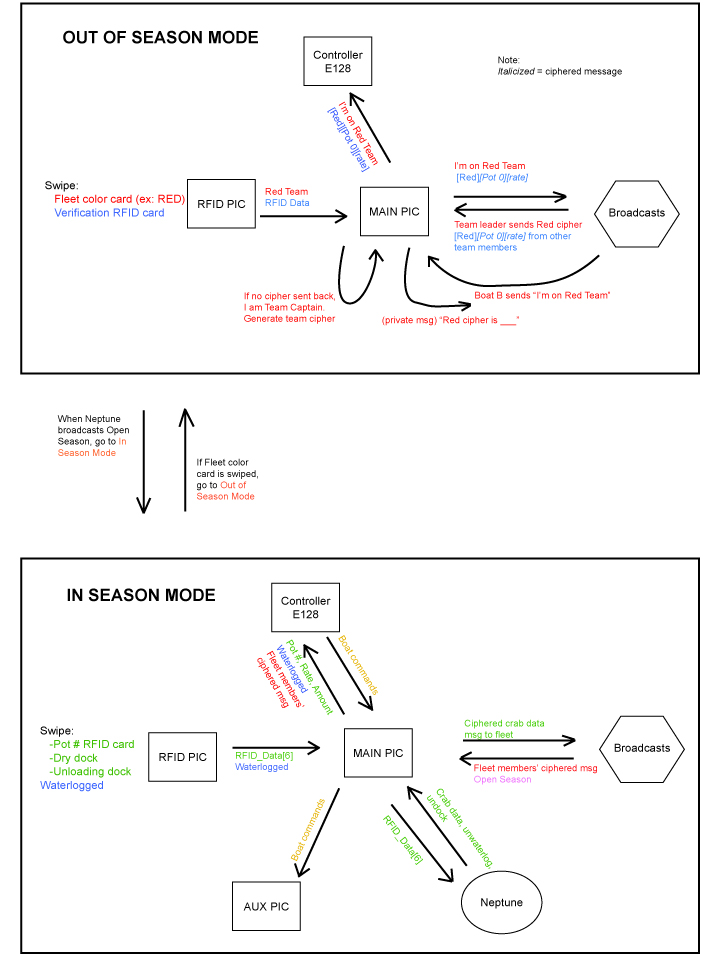 OUT OF SEASON MODE
Controller
E128
Note:
Italicized = ciphered message
I'm on Red Team
[Red][Pot 0][rate]
Swipe:
Fleet color card (ex: RED)
Verification RFID card
RFID PIC
Red Team
RFID Data
MAIN PIC
I'm on Red Team
[Red][Pot 0][rate]
Team leader sends Red cipher
[Red][Pot 0][rate] from other
team members
Broadcasts
If no cipher sent back,
I am Team Captain.
Generate team cipher
Boat B sends “I'm on Red Team”
(private msg) “Red cipher is ___”
When Neptune
broadcasts Open
Season, go to In
Season Mode
If Fleet color
card is swiped,
go to Out of
Season Mode
IN SEASON MODE
Controller
E128
Pot #, Rate, Amount
Waterlogged
Fleet members'
ciphered msg
Boat commands
Swipe:
-Pot # RFID card
-Dry dock
-Unloading dock
Waterlogged
RFID PIC
RFID_Data[6]
Waterlogged
MAIN PIC
Ciphered crab data
msg to fleet
Fleet members' ciphered msg
Open Season
Broadcasts
Boat commands
RFID_Data[6]
Crab data, unwaterlog,
undock
AUX PIC
Neptune